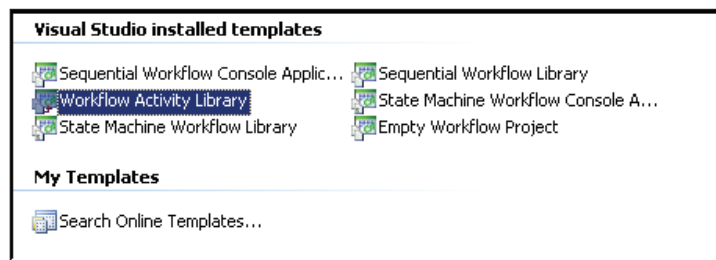 Visual Studio installed templates
Sequential Workflow Console Applic... Sequential Workflow Library
Workflow Activity Library State Machine Workflow Console A...
State Machine Workflow Library Empty Workflow Project
My Templates
Search Online Templates...